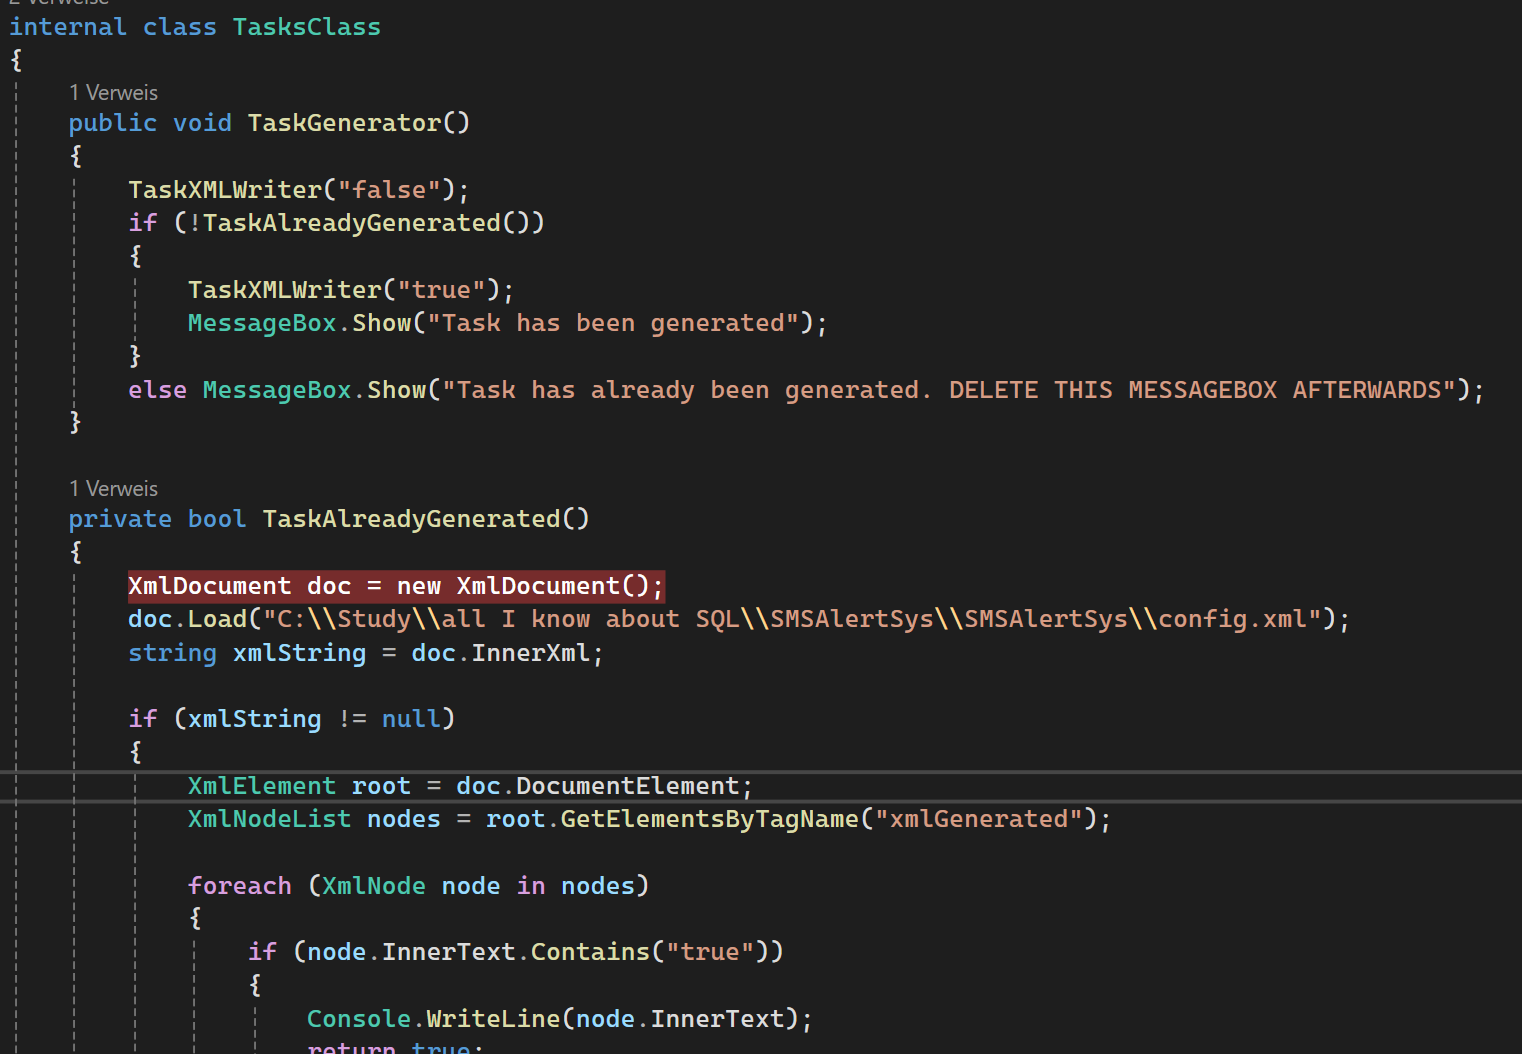 2 Verweise
internal class TasksClass
{
1 Verweis
public void TaskGenerator()
{
TaskXMLWriter("false");
if (!TaskAlreadyGenerated())
{
TaskXMLWriter("true");
MessageBox.Show("Task has been generated");
}
else MessageBox.Show("Task has already been generated. DELETE THIS MESSAGEBOX AFTERWARDS");
}
1 Verweis
private bool TaskAlreadyGenerated()
{
XmlDocument doc = new XmlDocument();
doc.Load("C:\\Study\\all I know about SQL\\SMSAlertSys\\SMSAlertSys\\config.xml");
string xmlString = doc.InnerXml;
if (xmlString != null)
{
XmlElement root = doc.DocumentElement;
XmlNodeList nodes = root.GetElementsByTagName("xmlGenerated");
foreach (XmlNode node in nodes)
{
if (node.InnerText.Contains("true"))
{
Console.WriteLine(node.InnerText);
return true;